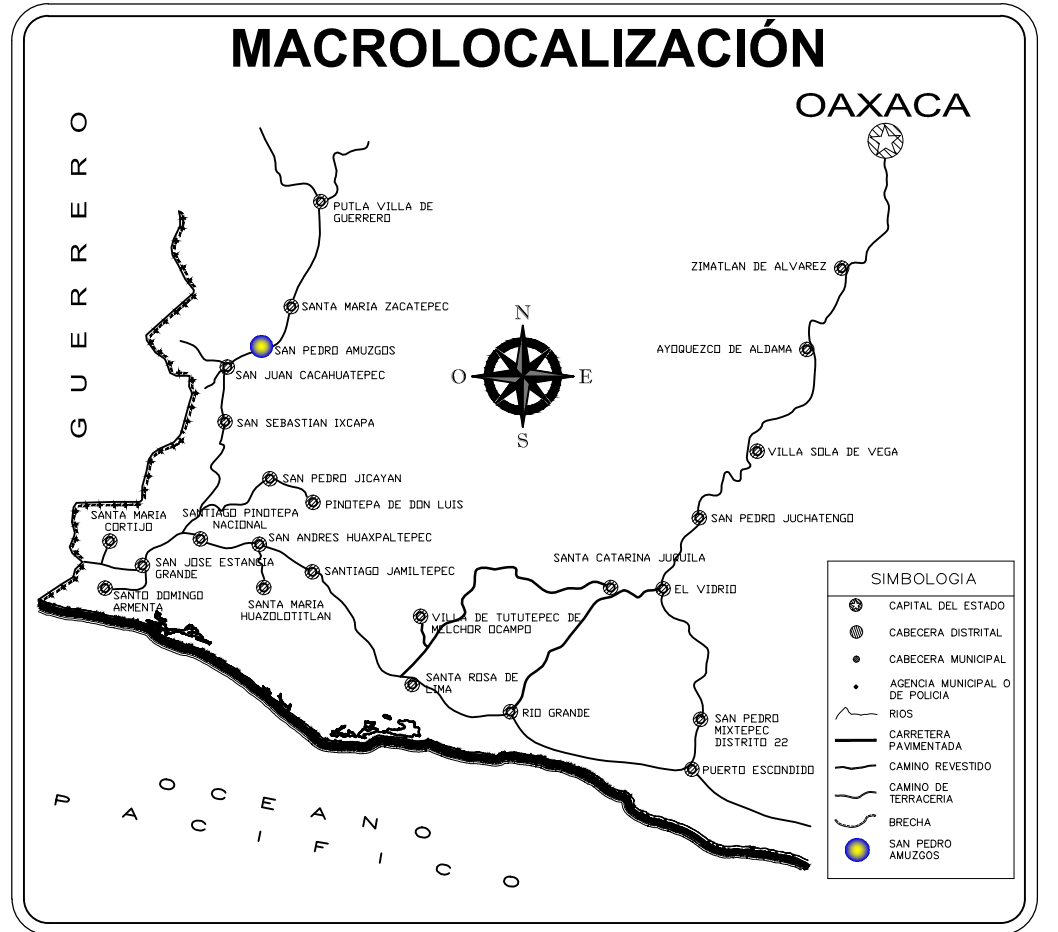 MACROLOCALIZACIÓN
OAXACA
GUERRERO
PUTLA VILLA DE
GUERRERO
ZIMATLAN DE ALVAREZ
SANTA MARIA ZACATEPEC
N
SAN PEDRO AMUZGOS
AYOQUEZCO DE ALDAMA
SAN JUAN CACAHUATEPEC
O
E
SAN SEBASTIAN IXCAPA
S
VILLA SOLA DE VEGA
SAN PEDRO JICAYAN
PINOTEPA DE DON LUIS
SANTA MARIA
CORTIJO
SANTIAGO PINOTEPA
NACIONAL
SAN PEDRO JUCHATENGO
SAN ANDRES HUAXPALTEPEC
SANTA CATARINA JUQUILA
SAN JOSE ESTANCIA
GRANDE
SANTIAGO JAMILTEPEC
EL VIDRIO
SANTO DOMINGO
ARMENTA
SANTA MARIA
HUAZOLOTITLAN
VILLA DE TUTUTEPEC DE
MELCHOR OCAMPO
SANTA ROSA DE
LIMA
RIO GRANDE
SAN PEDRO
MIXTEPEC
DISTRITO 22
PUERTO ESCONDIDO
OCEANO
PACIFICO
SIMBOLOGIA
CAPITAL DEL ESTADO
CABECERA DISTRITAL
CABECERA MUNICIPAL
AGENCIA MUNICIPAL O
DE POLICIA
RIOS
CARRETERA
PAVIMENTADA
CAMINO REVESTIDO
CAMINO DE
TERRACERIA
BRECHA
SAN PEDRO
AMUZGOS